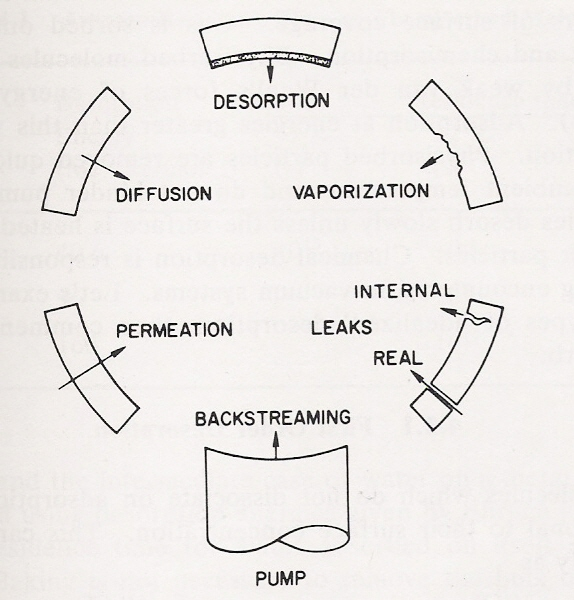 DESORPTION
DIFFUSION
VAPORIZATION
INTERNAL
PERMEATION
LEAKS
REAL
BACKSTREAMING
PUMP